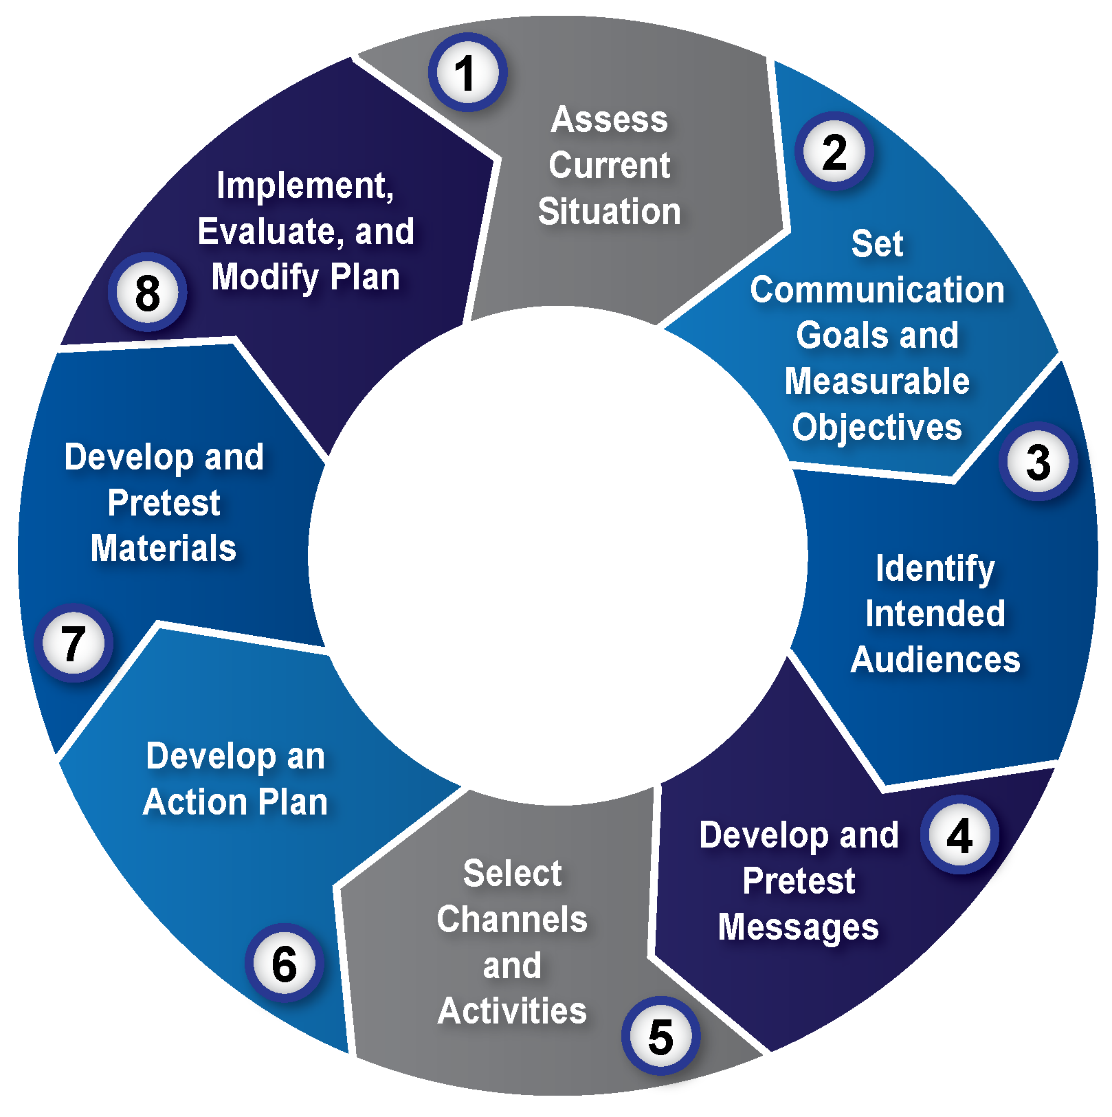 1
Assess
Current
Situation
2
Set
Communication
Goals and
Measurable
Objectives
3
Identify
Intended
Audiences
4
Develop and
Pretest
Messages
5
Select
Channels
and
Activities
6
Develop an
Action Plan
7
Develop and
Pretest
Materials
8
Implement,
Evaluate, and
Modify Plan